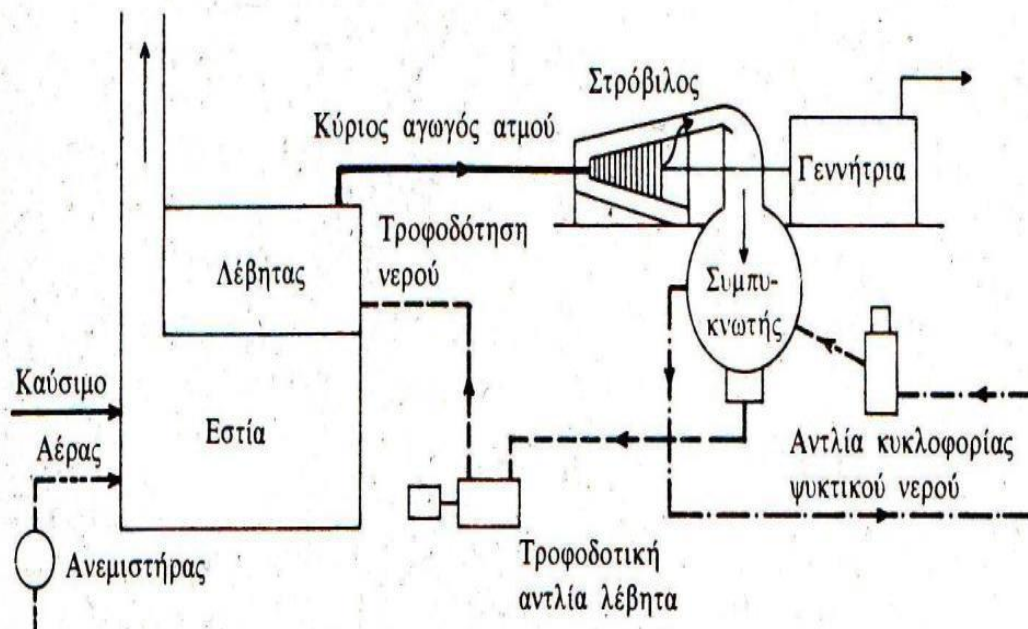 Στρόβιλος
Κύριος αγωγός ατμού
Γεννήτρια
Τροφοδότηση
νερού
Λέβητας
Συμπυ-
κνωτής
Καύσιμο
Εστία
Αέρας
Αντλία κυκλοφορίας
ψυκτικού νερού
Ανεμιστήρας
Τροφοδοτική
αντλία λέβητα